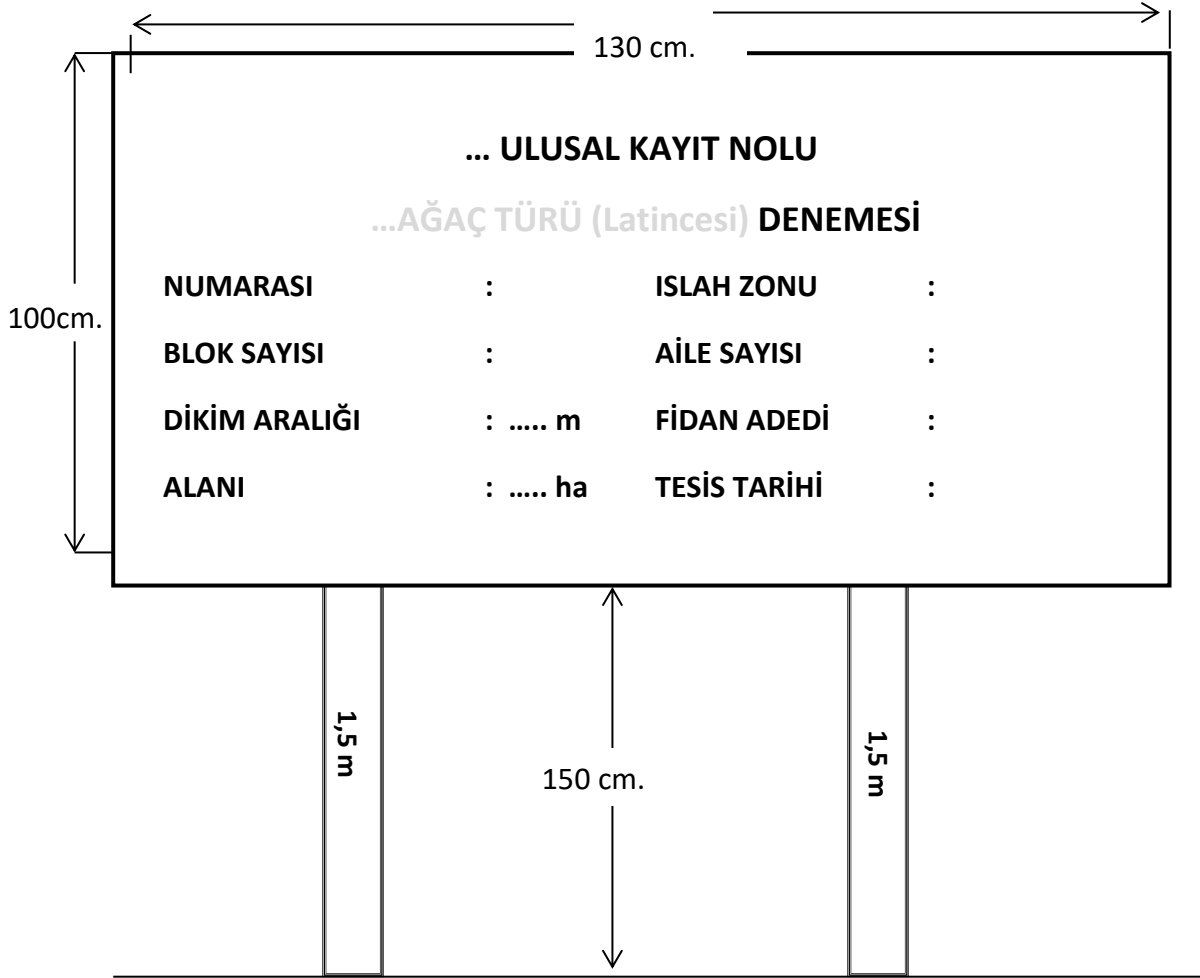 130 cm.
… ULUSAL KAYIT NOLU
…AĞAÇ TÜRÜ (Latincesi) DENEMESİ
NUMARASI : ISLAH ZONU :
100cm.
BLOK SAYISI : AİLE SAYISI :
DİKİM ARALIĞI : ….. m FİDAN ADEDİ :
ALANI : ….. ha TESİS TARİHİ :
1,5 m
150 cm.
1,5 m